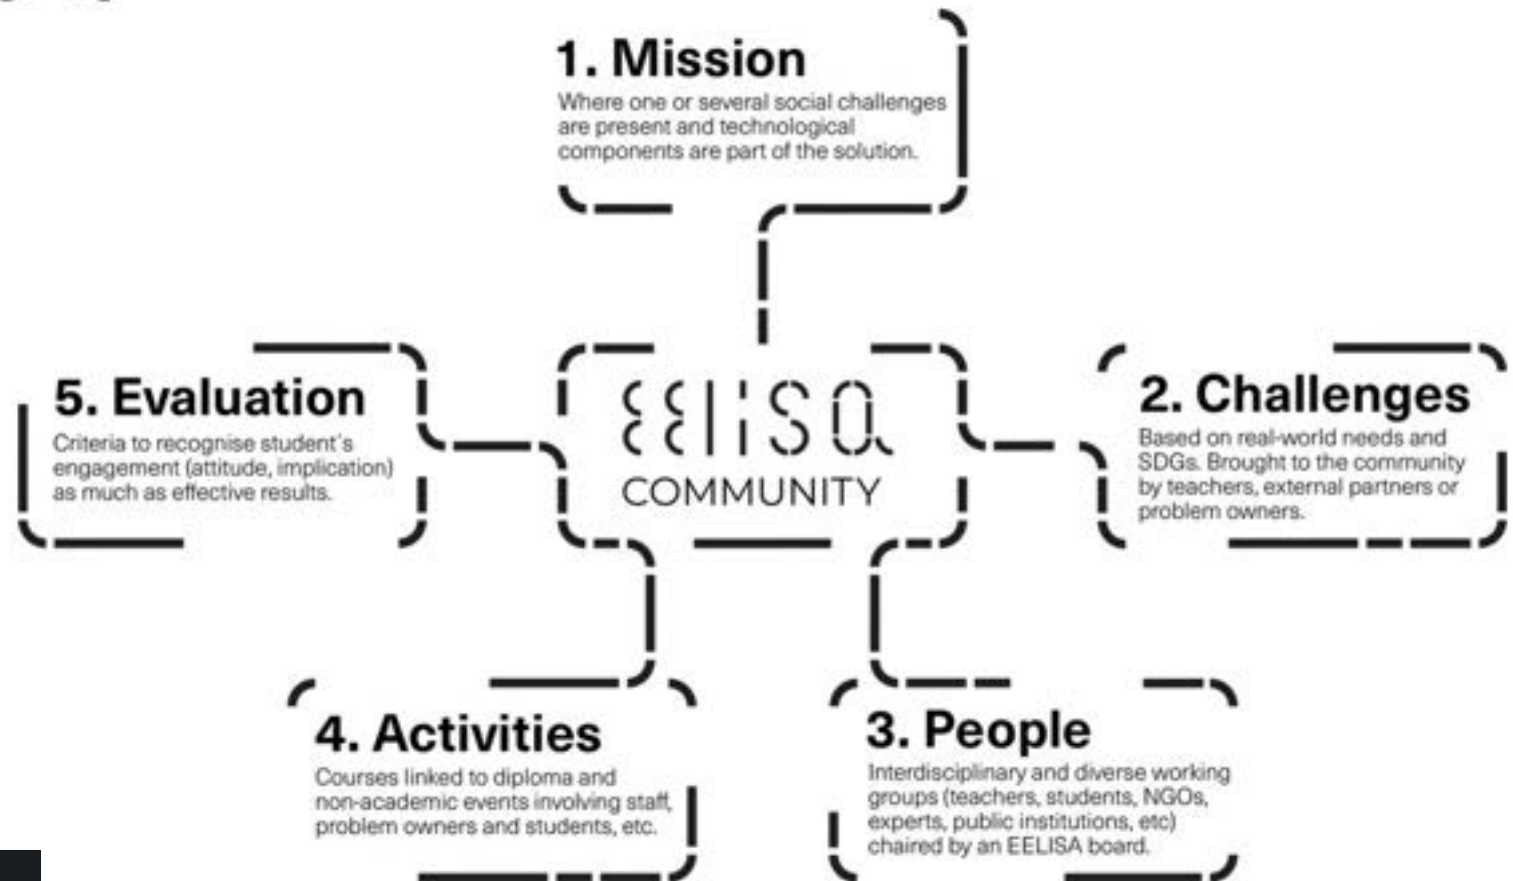 1. Mission
Where one or several social challenges
are present and technological
components are part of the solution.
5. Evaluation
Criteria to recognise student's
engagement (attitude, implication)
as much as effective results.
EELISA
COMMUNITY
2. Challenges
Based on real-world needs and
SDGs. Brought to the community
by teachers, external partners or
problem owners.
4. Activities
Courses linked to diploma and
non-academic events involving staff,
problem owners and students, etc.
3. People
Interdisciplinary and diverse working
groups (teachers, students, NGOs,
experts, public institutions, etc)
chaired by an EELISA board.